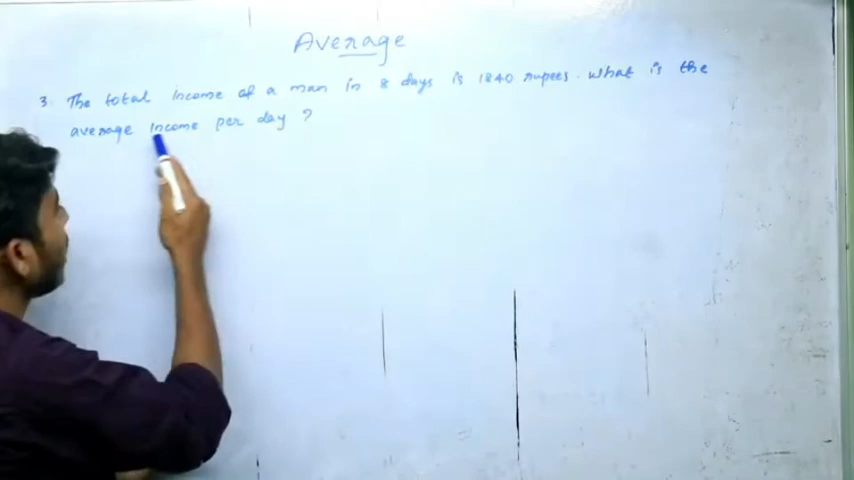 Average
3. The total income of a man in 8 days is 1840 rupees. what is the
average income per day ?